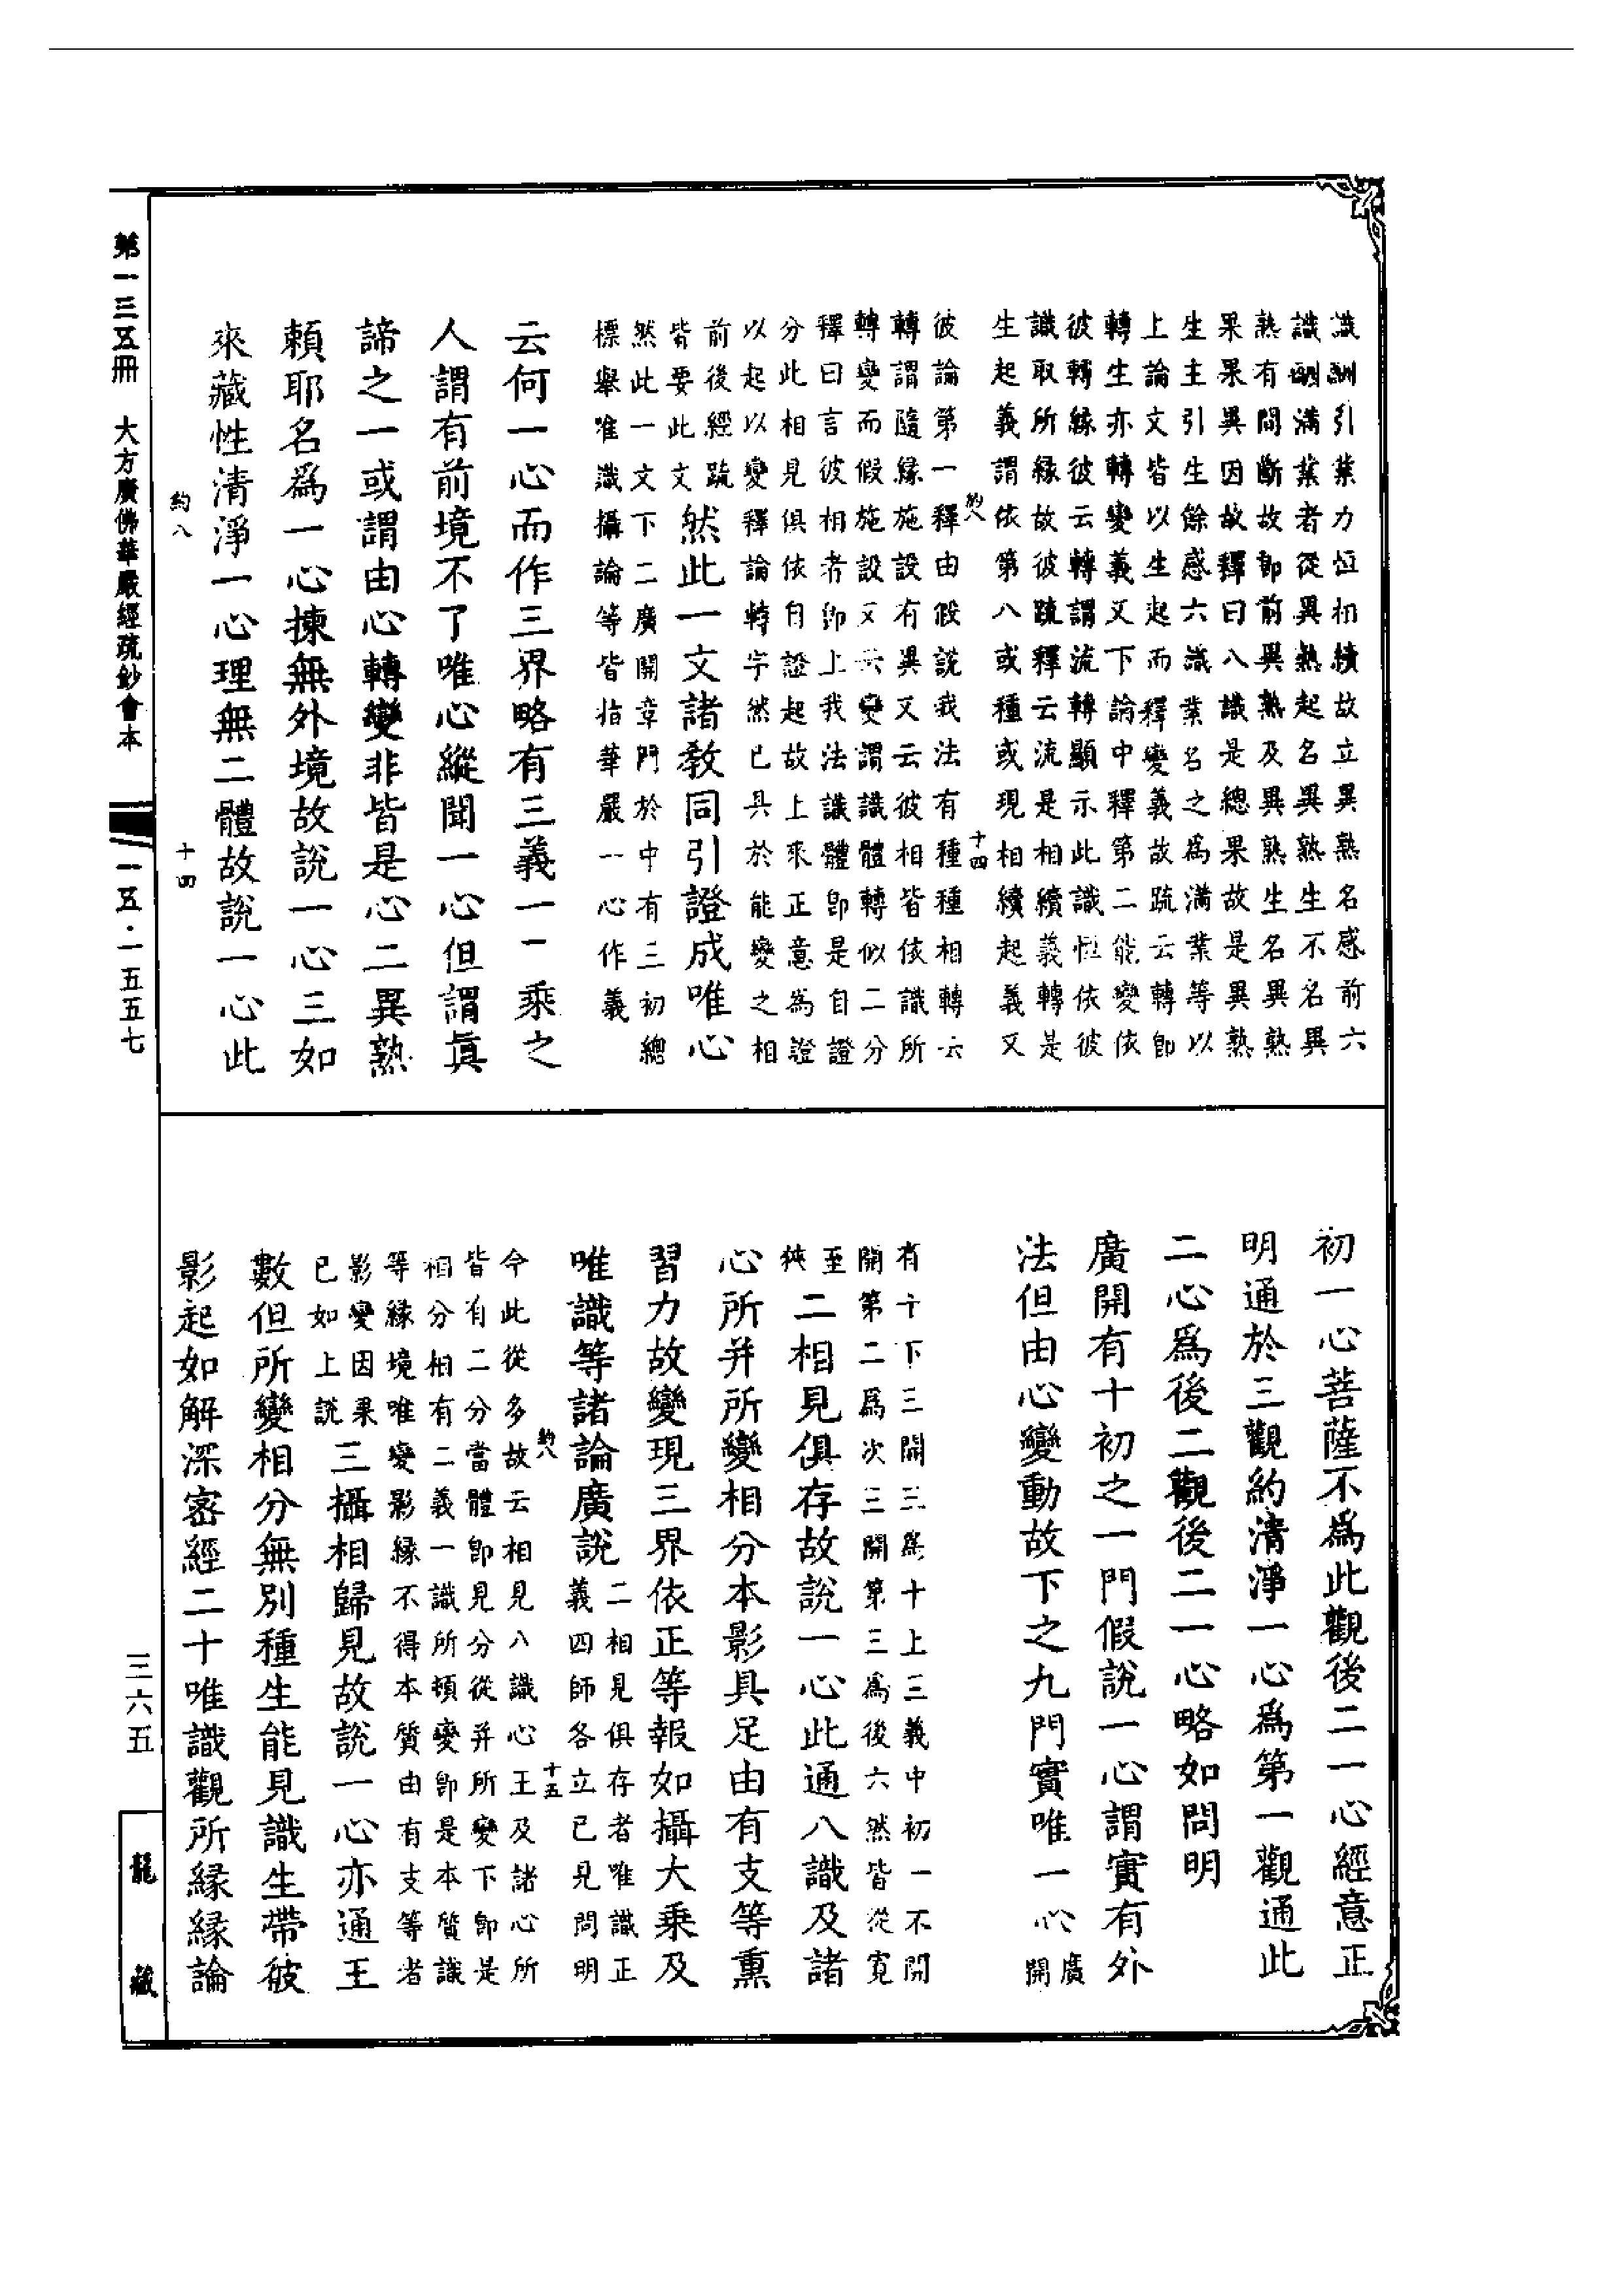 識酬引業力恒相續故立異熟名感前六
識酬滿業者從異熟起名異熟生不名異
熟有間斷故即前異熟及異熟生名異熟
果果異因故釋曰八識是總果故是異熟
生主引生餘感六識業名之為滿業等以
上論文皆以生起而釋變義故疏云轉即
轉生亦轉變義又下論中釋第二能變依
彼轉緣彼云轉謂流轉顯示此識恒依彼
識取所緣故彼疏釋云流是相續義轉是
生起義謂依第八或種或現相續起義又
約八
十四
彼論第一釋由假說我法有種種相轉云
轉謂隨緣施設有異又云彼相皆依識所
轉變而假施設又云變謂識體轉似二分
釋曰言彼相者即上我法識體即是自證
分此相見俱依自證起故上來正意為證
以起以變釋論轉字然已具於能變之相
前後經疏
皆要此文
然此一文諸教同引證成唯心
然此一文下二廣開章門於中有三初總
標舉唯識攝論等皆指華嚴一心作義
云何一心而作三界略有三義一二乘之
人謂有前境不了唯心縱聞一心但謂真
諦之一或謂由心轉變非皆是心二異熟
賴耶名為一心揀無外境故說一心三如
來藏性清淨一心理無二體故說一心此
約八
十四
第一三五冊
大方廣佛華嚴經疏鈔會本
一五·一五五七
初一心菩薩不為此觀後二一心經意正
明通於三觀約清淨一心為第一觀通此
二心為後二觀後二一心略如問明
廣開有十初之一門假說一心謂實有外
法但由心變動故下之九門實唯一心
廣
開
有十下三開三為十上三義中初一不開
開第二為次三開第三為後六然皆從寬
至
狹
二相見俱存故說一心此通八識及諸
心所并所變相分本影具足由有支等熏
習力故變現三界依正等報如攝大乘及
唯識等諸論廣說
二相見俱存者唯識正
義四師各立已見問明
約八
十五
今此從多故云相見八識心王及諸心所
皆有二分當體即見分從并所變下即是
相分相有二義一識所頓變即是本質識
等緣境唯變影緣不得本質由有支等者
影變因果
已如上說
三攝相歸見故說一心亦通王
數但所變相分無別種生能見識生帶彼
影起如解深密經二十唯識觀所緣緣論
三六五
龍藏